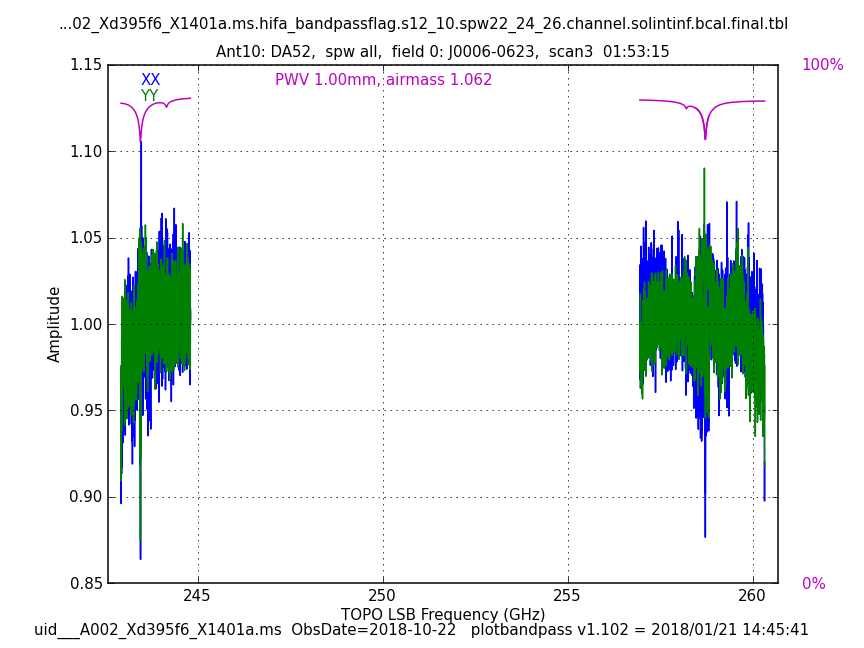 ...02_Xd395f6_X1401a.ms.hifa_bandpassflag.s12_10.spw22_24_26.channel.solintinf.bcal.final.tbl
Ant10: DA52,  spw all,  field 0: J0006-0623,  scan3  01:53:15
1.15
XX
YY
PWV 1.00mm, airmass 1.062
100%
1.10
1.05
1.00
Amplitude
0.95
0.90
0.85
0%
245
250
255
260
TOPO LSB Frequency (GHz)
uid___A002_Xd395f6_X1401a.ms  ObsDate=2018-10-22   plotbandpass v1.102 = 2018/01/21 14:45:41